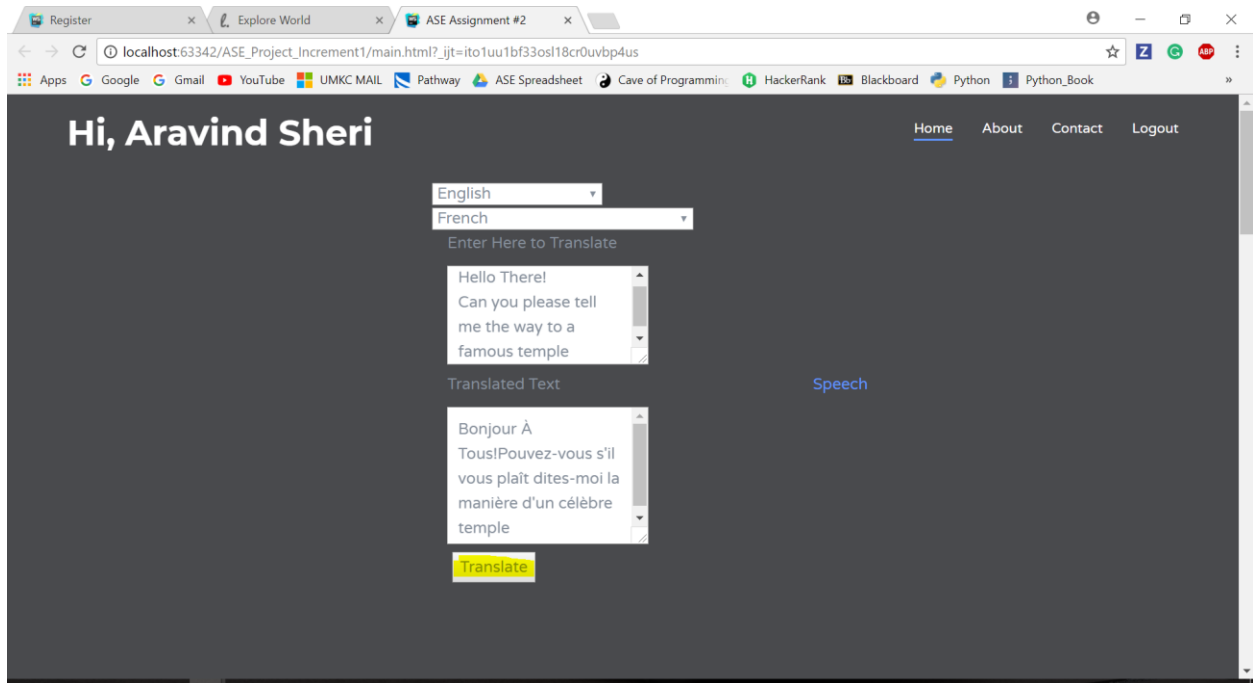 Register
Explore World
ASE Assignment #2
localhost:63342/ASE_Project_Increment1/main.html?_ijt=ito1uu1bf33osl18cr0uvbp4us
Apps Google Gmail YouTube UMKC MAIL Pathway ASE Spreadsheet Cave of Programming HackerRank Blackboard Python Python_Book »
Hi, Aravind Sheri
Home About Contact Logout
English
French
Enter Here to Translate
Hello There!
Can you please tell
me the way to a
famous temple
Translated Text
Speech
Bonjour À
Tous!Pouvez-vous s'il
vous plaît dites-moi la
manière d'un célèbre
temple
Translate